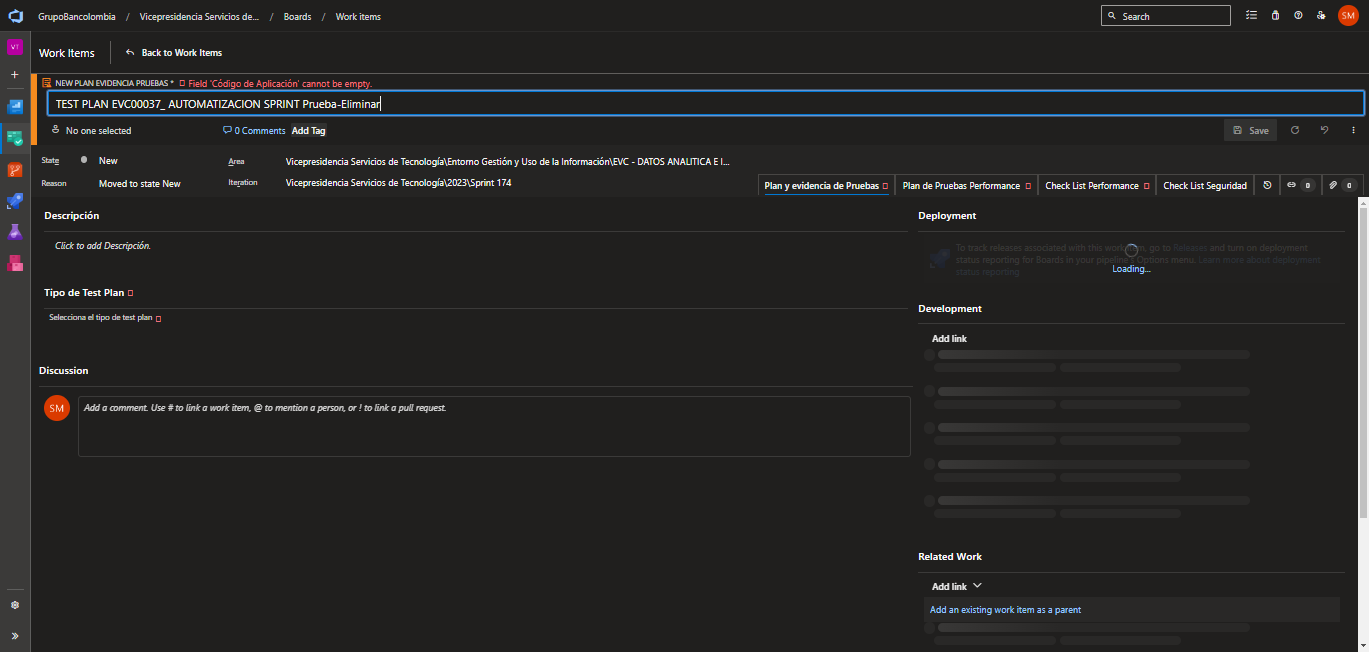 GrupoBancolombia / Vicepresidencia Servicios de... / Boards / Work items
Search
SM
VT
Work Items
Back to Work Items
NEW PLAN EVIDENCIA PRUEBAS * Field 'Código de Aplicación' cannot be empty.
TEST PLAN EVC00037_ AUTOMATIZACION SPRINT Prueba-Eliminar
No one selected
0 Comments
Add Tag
Save
State
New
Area
Vicepresidencia Servicios de Tecnología\Entorno Gestión y Uso de la Información\EVC - DATOS ANALITICA E I...
Reason
Moved to state New
Iteration
Vicepresidencia Servicios de Tecnología\2023\Sprint 174
Plan y evidencia de Pruebas
Plan de Pruebas Performance
Check List Performance
Check List Seguridad
0
0
Descripción
Click to add Descripción.
Tipo de Test Plan
Selecciona el tipo de test plan
Discussion
SM
Add a comment. Use # to link a work item, @ to mention a person, or ! to link a pull request.
Deployment
To track releases associated with this work item, go to Releases and turn on deployment
status reporting for Boards in your pipeline's Options menu. Learn more about deployment
status reporting
Loading...
Development
Add link
Related Work
Add link
Add an existing work item as a parent